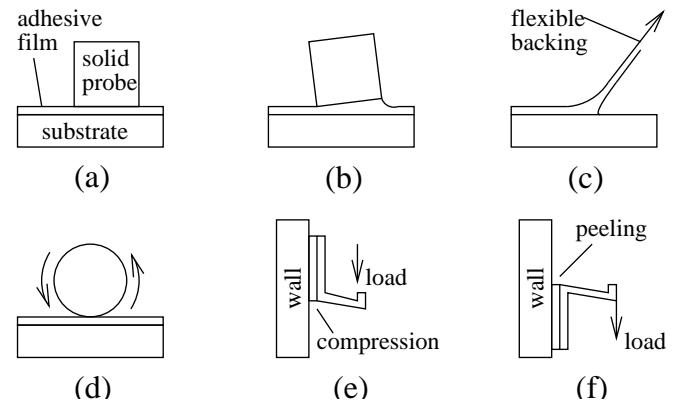 adhesive
film
solid
probe
substrate
(a)
(b)
flexible
backing
(c)
(d)
wall
load
compression
(e)
wall
peeling
load
(f)